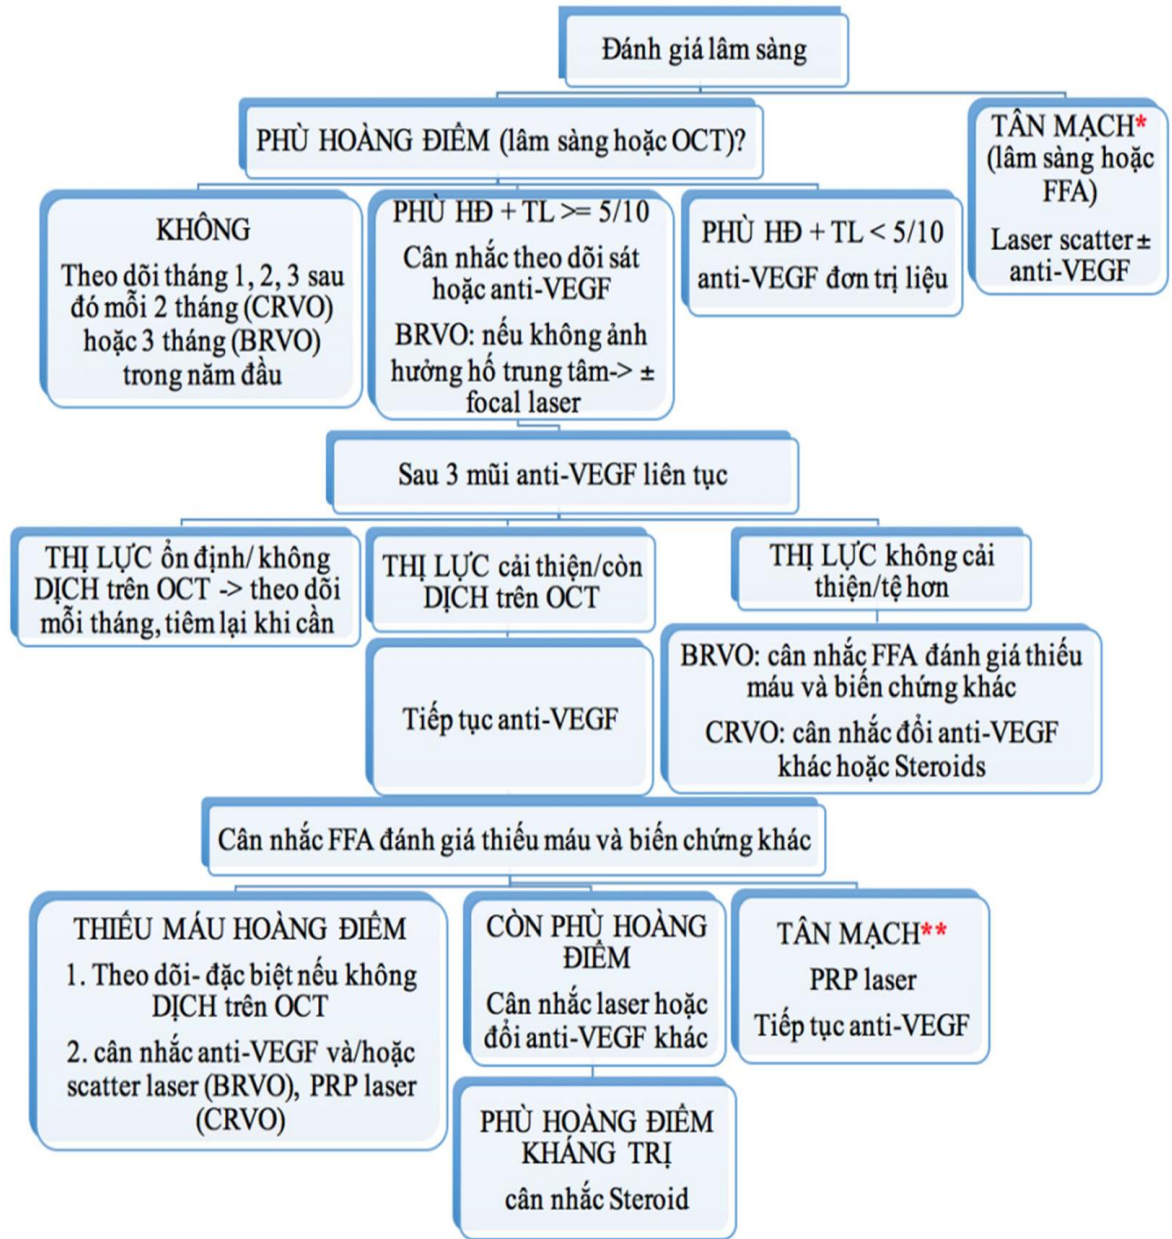 Đánh giá lâm sàng
PHÙ HOÀNG ĐIỂM (lâm sàng hoặc OCT)?
TÂN MẠCH*
(lâm sàng hoặc
FFA)
Laser scatter ±
anti-VEGF
KHÔNG
Theo dõi tháng 1, 2, 3 sau
đó mỗi 2 tháng (CRVO)
hoặc 3 tháng (BRVO)
trong năm đầu
PHÙ HĐ + TL >= 5/10
Cân nhắc theo dõi sát
hoặc anti-VEGF
BRVO: nếu không ảnh
hưởng hố trung tâm-> ±
focal laser
PHÙ HĐ + TL < 5/10
anti-VEGF đơn trị liệu
Sau 3 mũi anti-VEGF liên tục
THỊ LỰC ổn định/ không
DỊCH trên OCT -> theo dõi
mỗi tháng, tiêm lại khi cần
THỊ LỰC cải thiện/còn
DỊCH trên OCT
Tiếp tục anti-VEGF
THỊ LỰC không cải
thiện/tệ hơn
BRVO: cân nhắc FFA đánh giá thiếu
máu và biến chứng khác
CRVO: cân nhắc đổi anti-VEGF
khác hoặc Steroids
Cân nhắc FFA đánh giá thiếu máu và biến chứng khác
THIẾU MÁU HOÀNG ĐIỂM
1. Theo dõi- đặc biệt nếu không
DỊCH trên OCT
2. cân nhắc anti-VEGF và/hoặc
scatter laser (BRVO), PRP laser
(CRVO)
CÒN PHÙ HOÀNG
ĐIỂM
Cân nhắc laser hoặc
đổi anti-VEGF khác
PHÙ HOÀNG ĐIỂM
KHÁNG TRỊ
cân nhắc Steroid
TÂN MẠCH**
PRP laser
Tiếp tục anti-VEGF